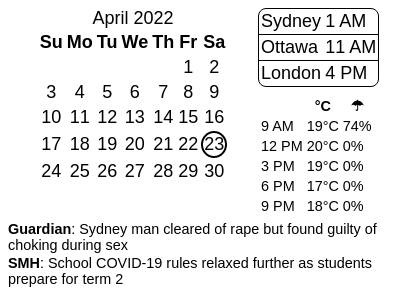 April 2022
Su Mo Tu We Th Fr Sa
1 2
3 4 5 6 7 8 9
10 11 12 13 14 15 16
17 18 19 20 21 22 23
24 25 26 27 28 29 30
Sydney 1 AM
Ottawa 11 AM
London 4 PM
°C ☂
9 AM 19°C 74%
12 PM 20°C 0%
3 PM 19°C 0%
6 PM 17°C 0%
9 PM 18°C 0%
Guardian: Sydney man cleared of rape but found guilty of
choking during sex
SMH: School COVID-19 rules relaxed further as students
prepare for term 2